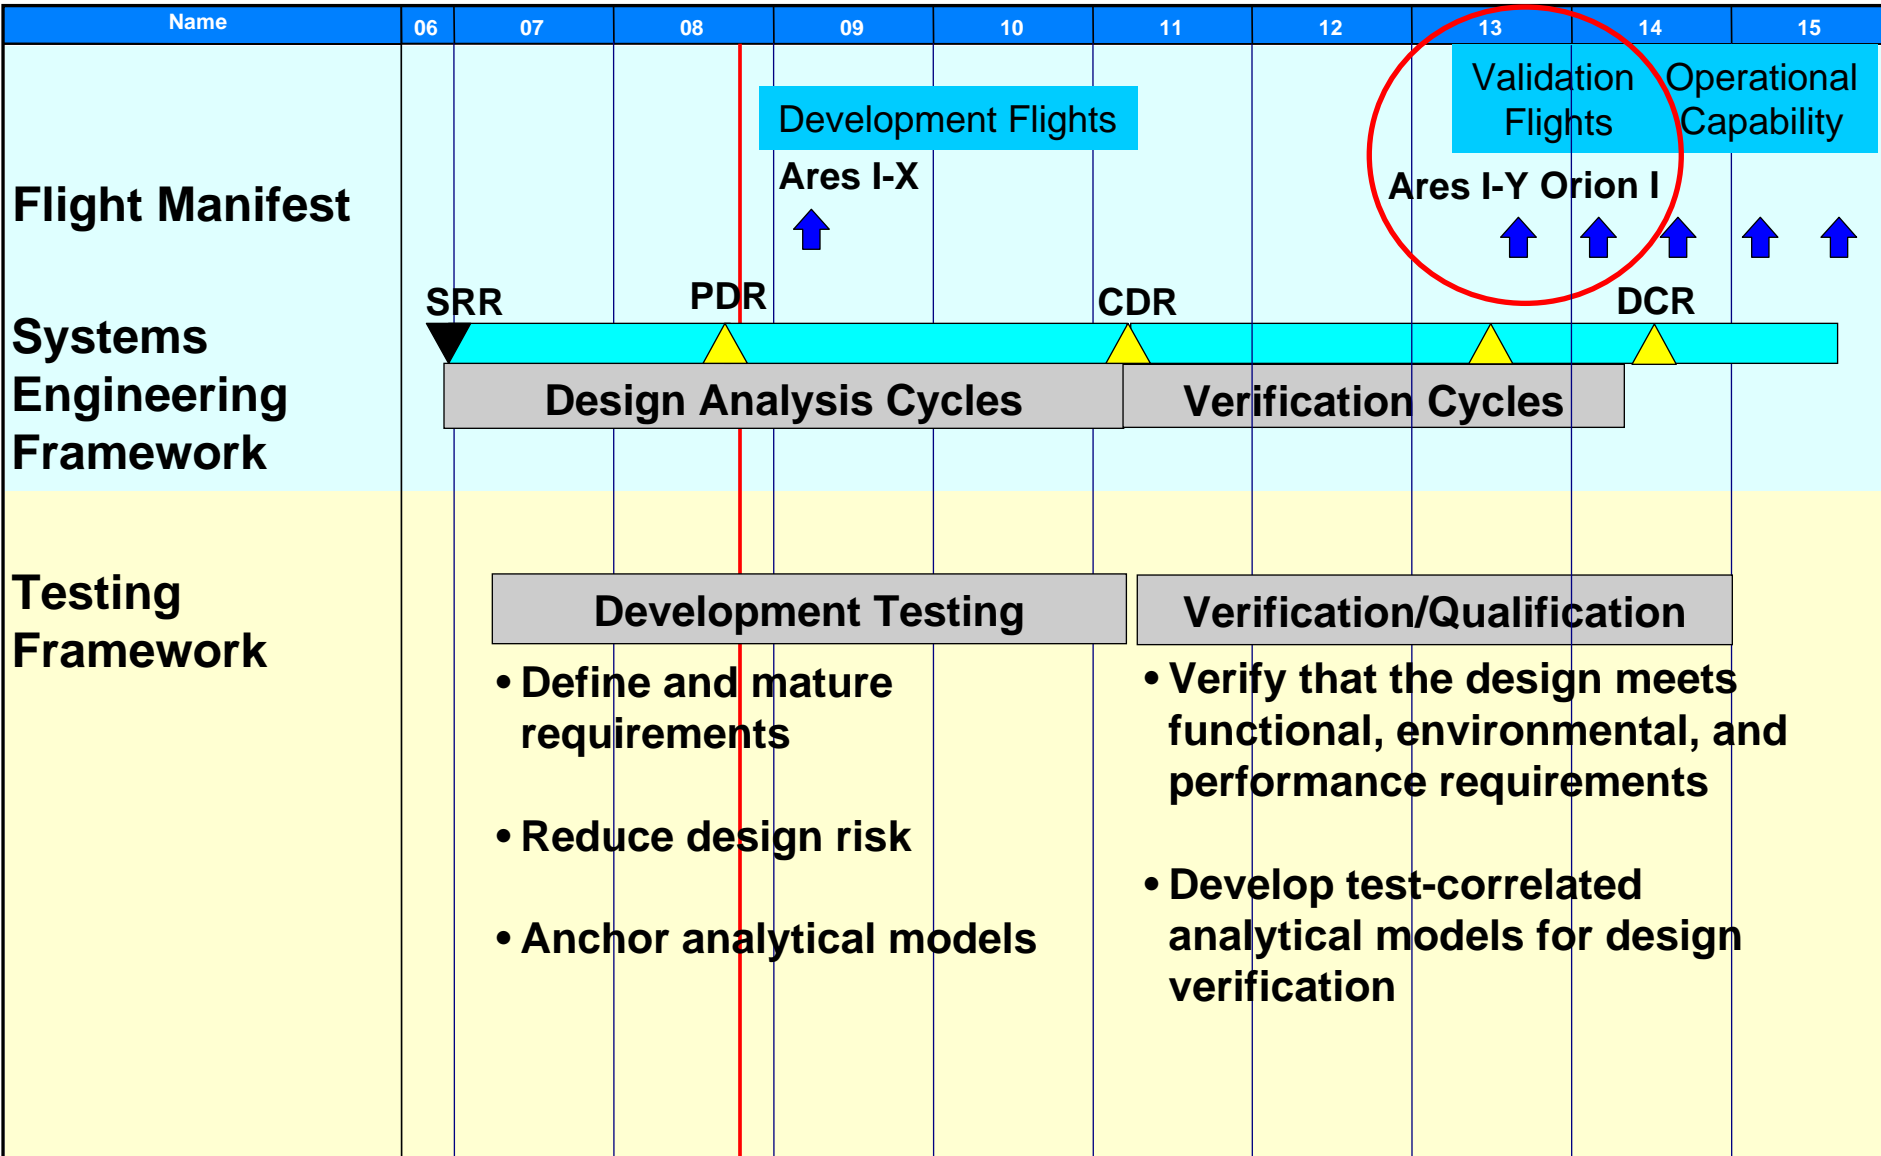 Name 06 07 08 09 10 11 12 13 14 15
Validation
Flights
Operational
Capability
Development Flights
Ares I-X
Ares I-Y Orion I
Flight Manifest
SRR PDR CDR DCR
Systems
Engineering
Framework
Design Analysis Cycles
Verification Cycles
Testing
Framework
Development Testing
• Define and mature
requirements
• Reduce design risk
• Anchor analytical models
Verification/Qualification
• Verify that the design meets
functional, environmental, and
performance requirements
• Develop test-correlated
analytical models for design
verification